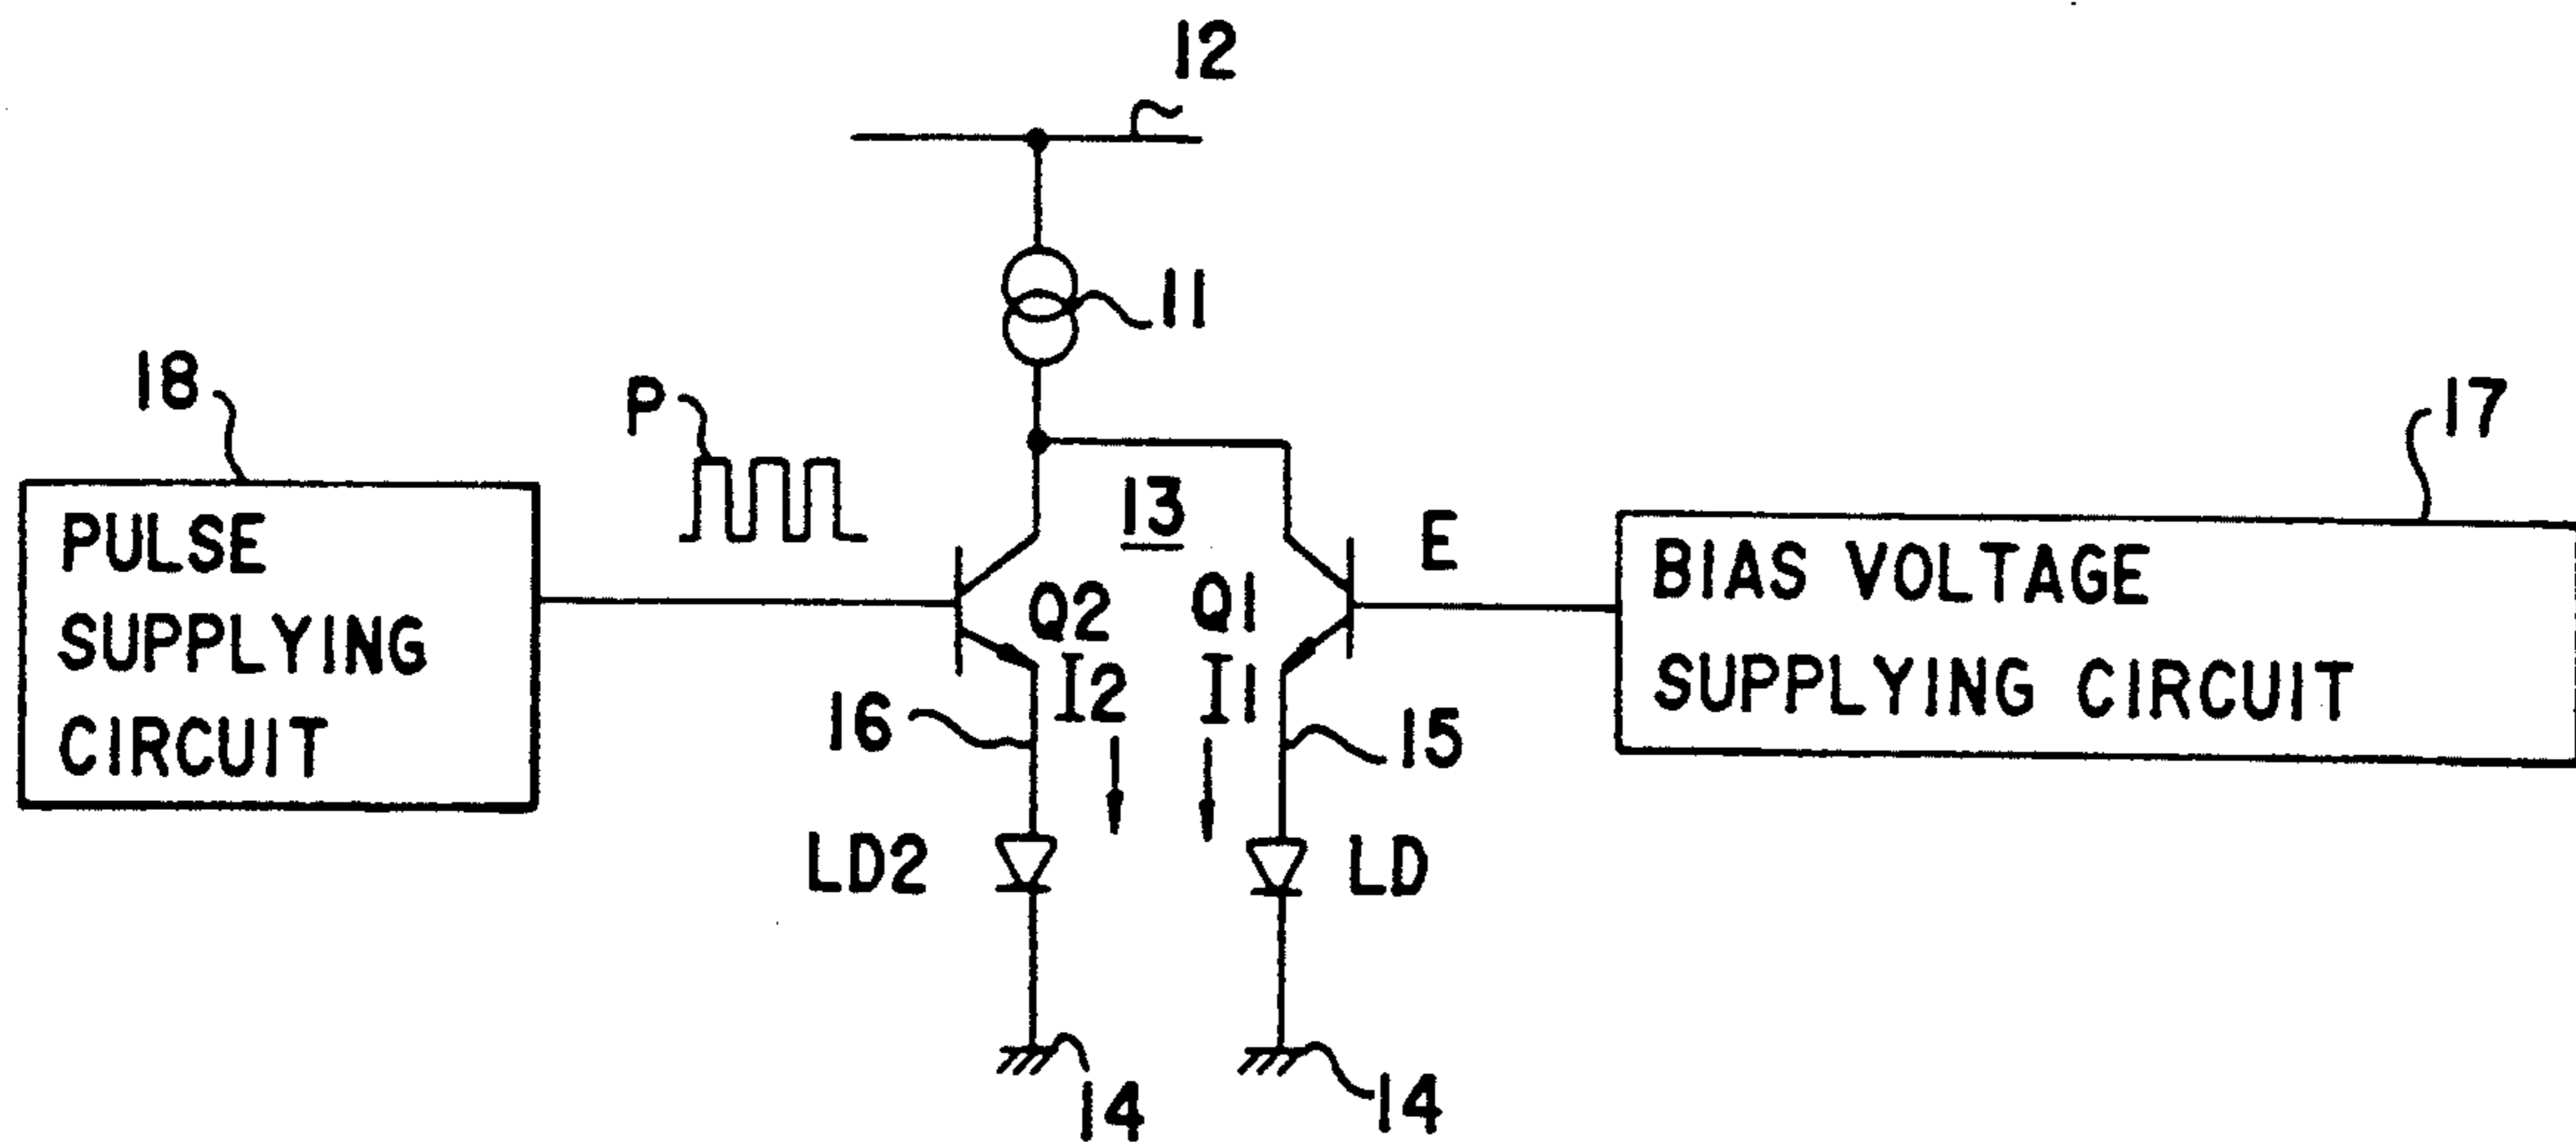 12
11
18
P
17
13
E
PULSE
SUPPLYING
CIRCUIT
Q2
Q1
BIAS VOLTAGE
SUPPLYING CIRCUIT
I2
I1
16
15
LD2
LD
14
14